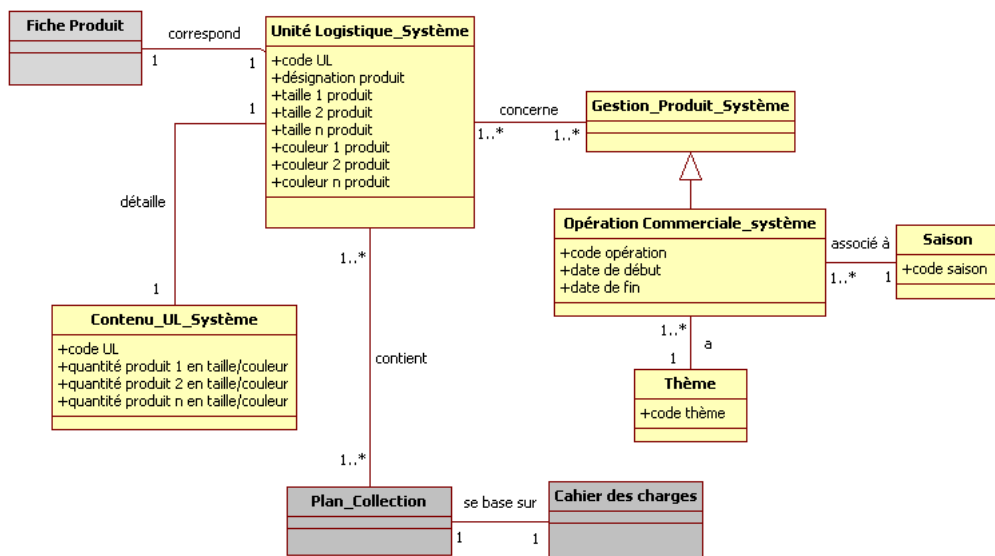 Fiche Produit
correspond
1
1
Unité Logistique_Système
+code UL
+désignation produit
+taille 1 produit
+taille 2 produit
+taille n produit
+couleur 1 produit
+couleur 2 produit
+couleur n produit
1
détaille
1
concerne
1..*
1..*
Gestion_Produit_Système
Opération Commerciale_système
+code opération
+date de début
+date de fin
associé à
1..*
1
Saison
+code saison
1..*
a
1
Thème
+code thème
Contenu_UL_Système
+code UL
+quantité produit 1 en taille/couleur
+quantité produit 2 en taille/couleur
+quantité produit n en taille/couleur
1..*
contient
1..*
Plan_Collection
se base sur
1
1
Cahier des charges